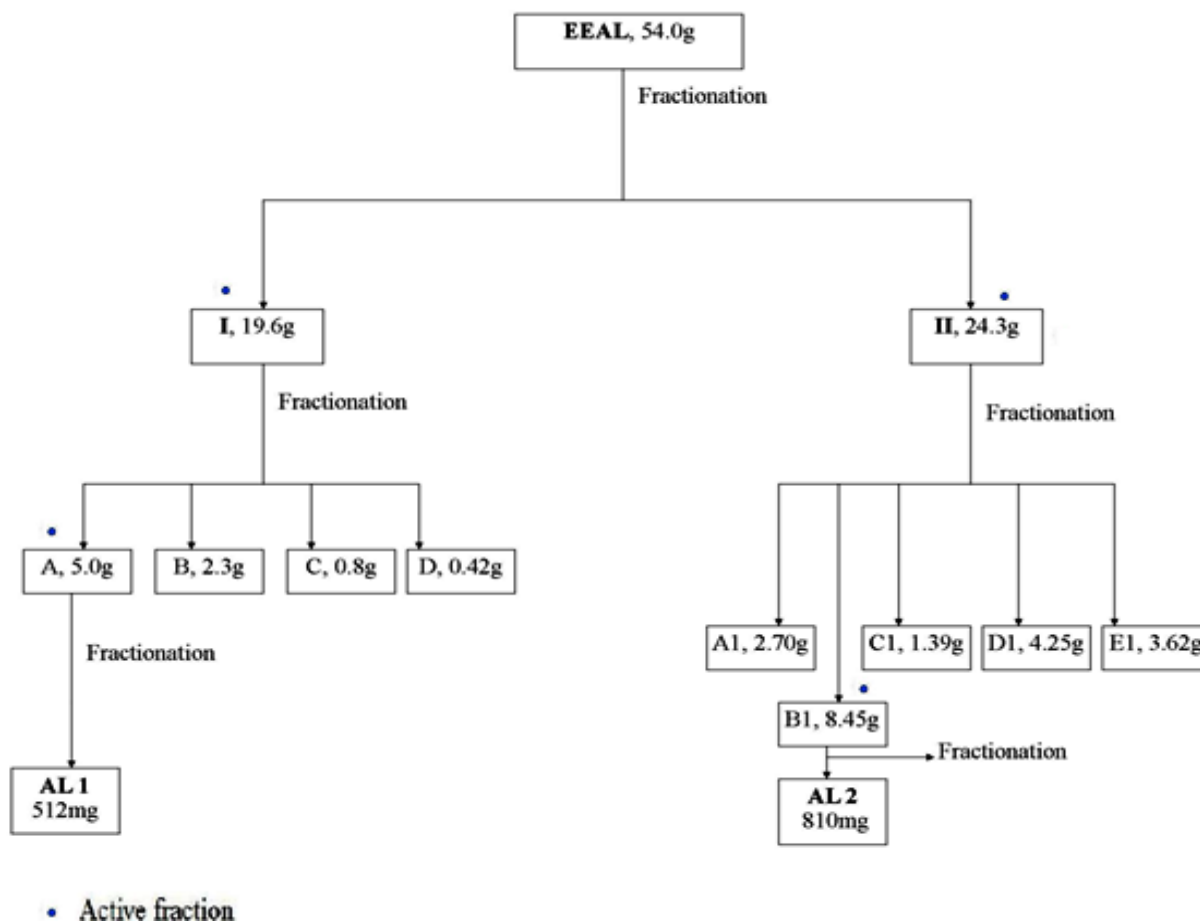 EEAL, 54.0g
Fractionation
I, 19.6g
II, 24.3g
Fractionation
Fractionation
A, 5.0g
B, 2.3g
C, 0.8g
D, 0.42g
Fractionation
A1, 2.70g
C1, 1.39g
D1, 4.25g
E1, 3.62g
B1, 8.45g
Fractionation
AL 1
512mg
AL 2
810mg
Active fraction